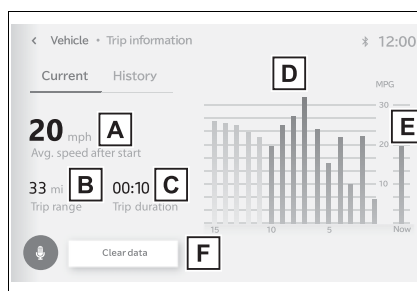 < Vehicle • Trip information
12:00
Current History
D
MPG
20 mph A
Avg. speed after start
30
E
20
33 mi B 00:10 C
Trip range Trip duration
10
15 10 5 Now
Clear data F